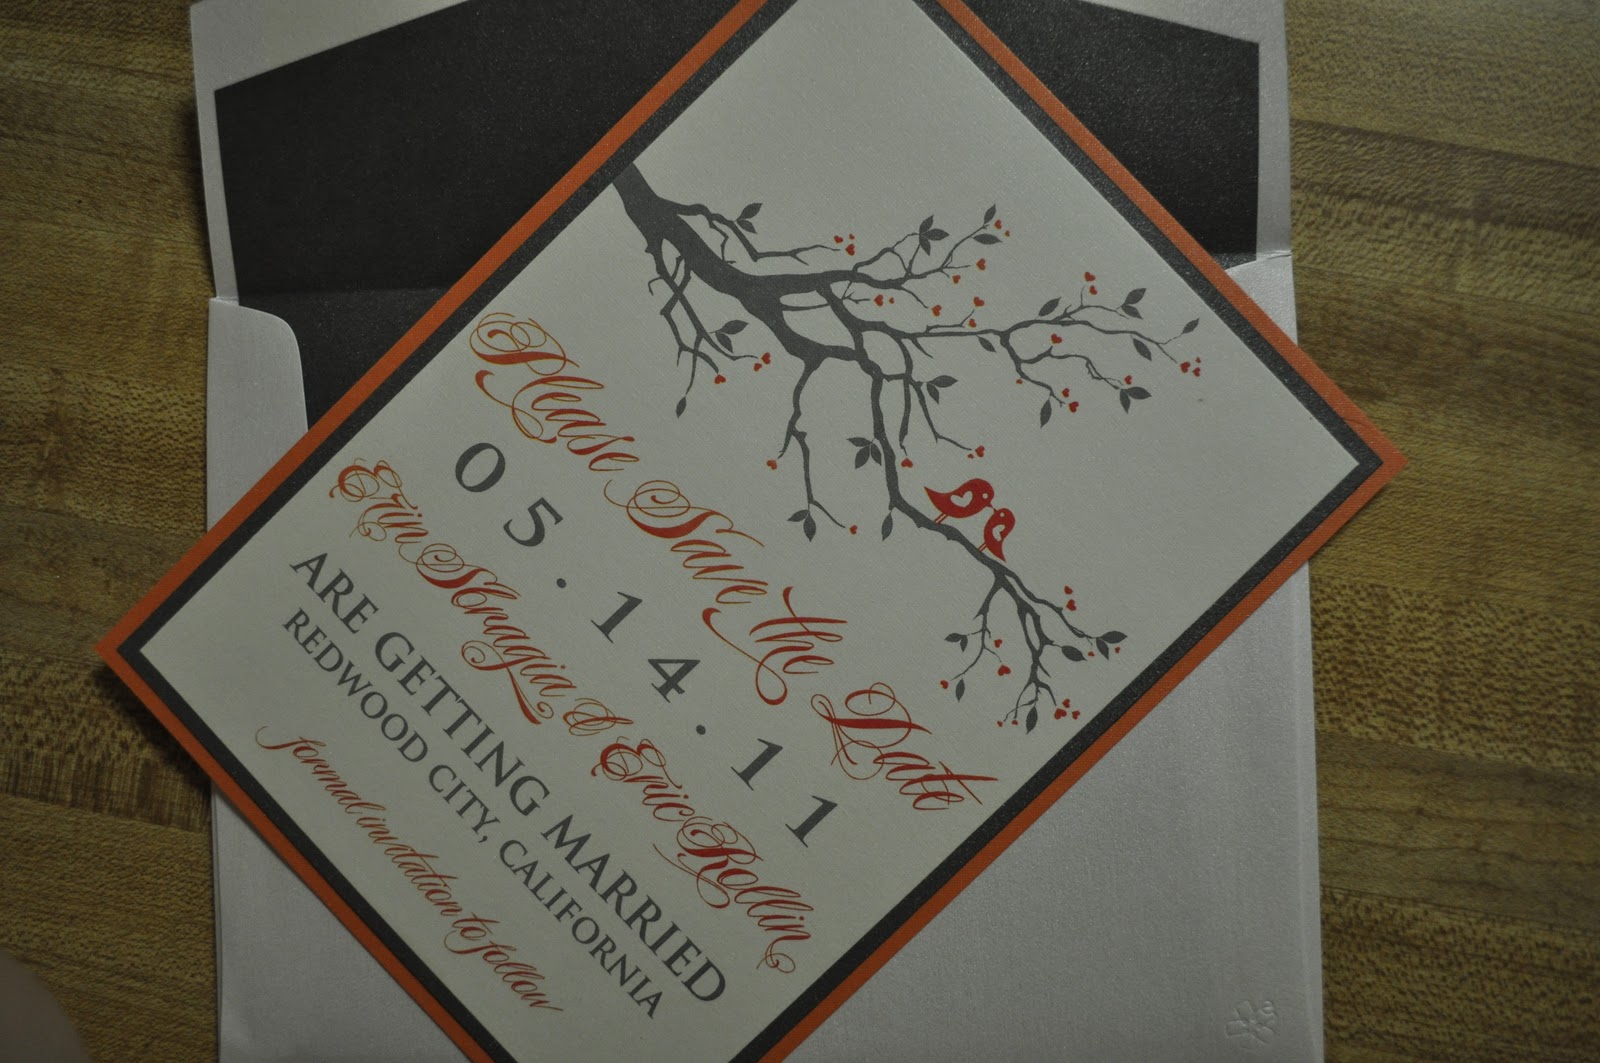 Please Save the Date
05.14.11
Erin Sbragia & Eric Rollin
ARE GETTING MARRIED
REDWOOD CITY, CALIFORNIA
formal invitation to follow